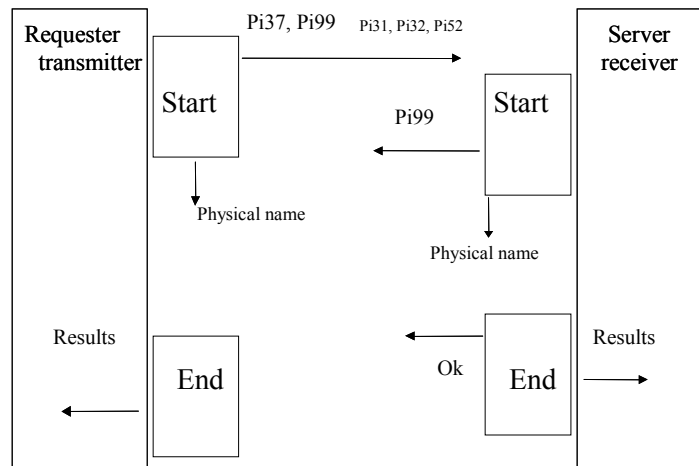 Pi37, Pi99 Pi31, Pi32, Pi52
Requester
transmitter
Server
receiver
Start
Start
Pi99
Physical name
Physical name
Results
Results
Ok
End
End